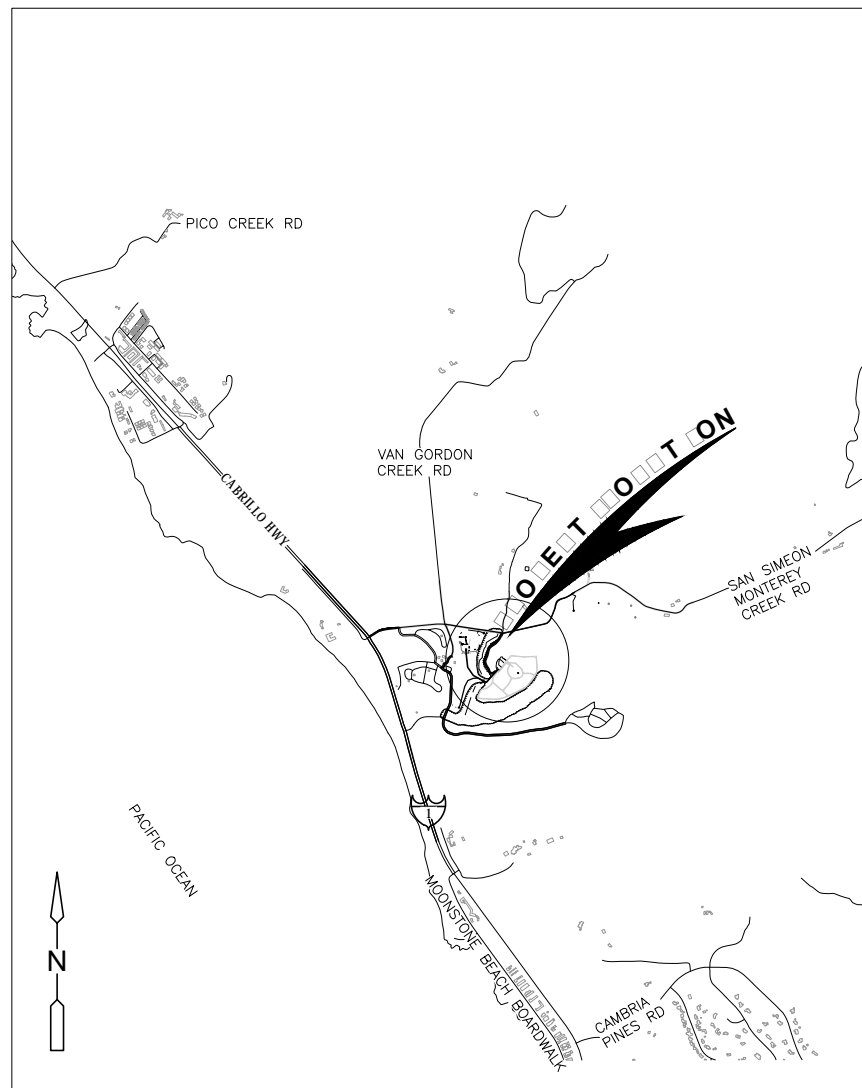 PICO CREEK RD
VAN GORDON
CREEK RD
CABRILLO HWY
SAN SIMEON
MONTEREY
CREEK RD
1
PACIFIC OCEAN
MOONSTONE BEACH BOARDWALK
CAMBRIA
PINES RD
N